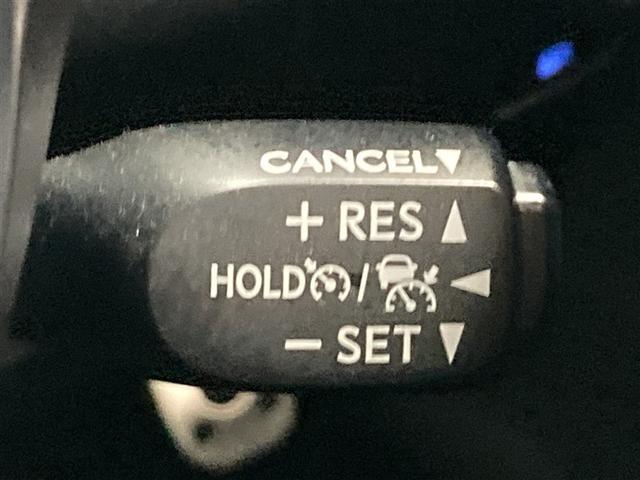 CANCEL▼
+ RES ▲
HOLD / ◀
− SET ▼